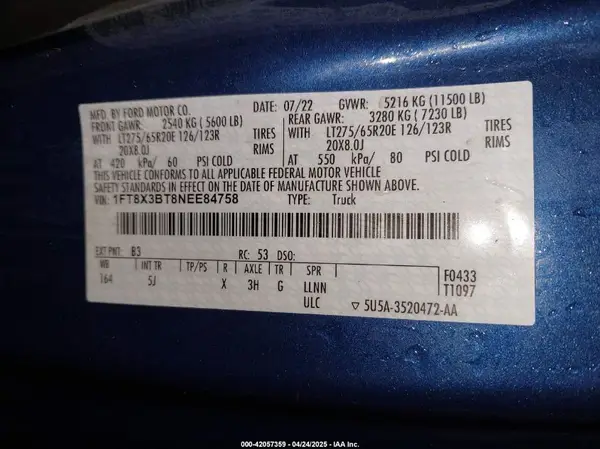 MFD. BY FORD MOTOR CO. DATE: 07/22 GVWR: 5216 KG (11500 LB)
FRONT GAWR: 2540 KG (5600 LB) REAR GAWR: 3280 KG (7230 LB)
WITH LT275/65R20E 126/123R TIRES WITH LT275/65R20E 126/123R TIRES
20X8.0J RIMS 20X8.0J RIMS
AT 420 kPa/ 60 PSI COLD AT 550 kPa/ 80 PSI COLD
THIS VEHICLE CONFORMS TO ALL APPLICABLE FEDERAL MOTOR VEHICLE
SAFETY STANDARDS IN EFFECT ON THE DATE OF MANUFACTURE SHOWN ABOVE.
VIN: 1FT8X3BT8NEE84758 TYPE: Truck
EXT PNT: B3 RC: 53 DSO:
WB INT TR TP/PS R AXLE TR SPR
164 5J X 3H G LLNN
ULC
F0433
T1097
▽ 5U5A-3520472-AA
000-42057359 - 04/24/2025 - IAA Inc.